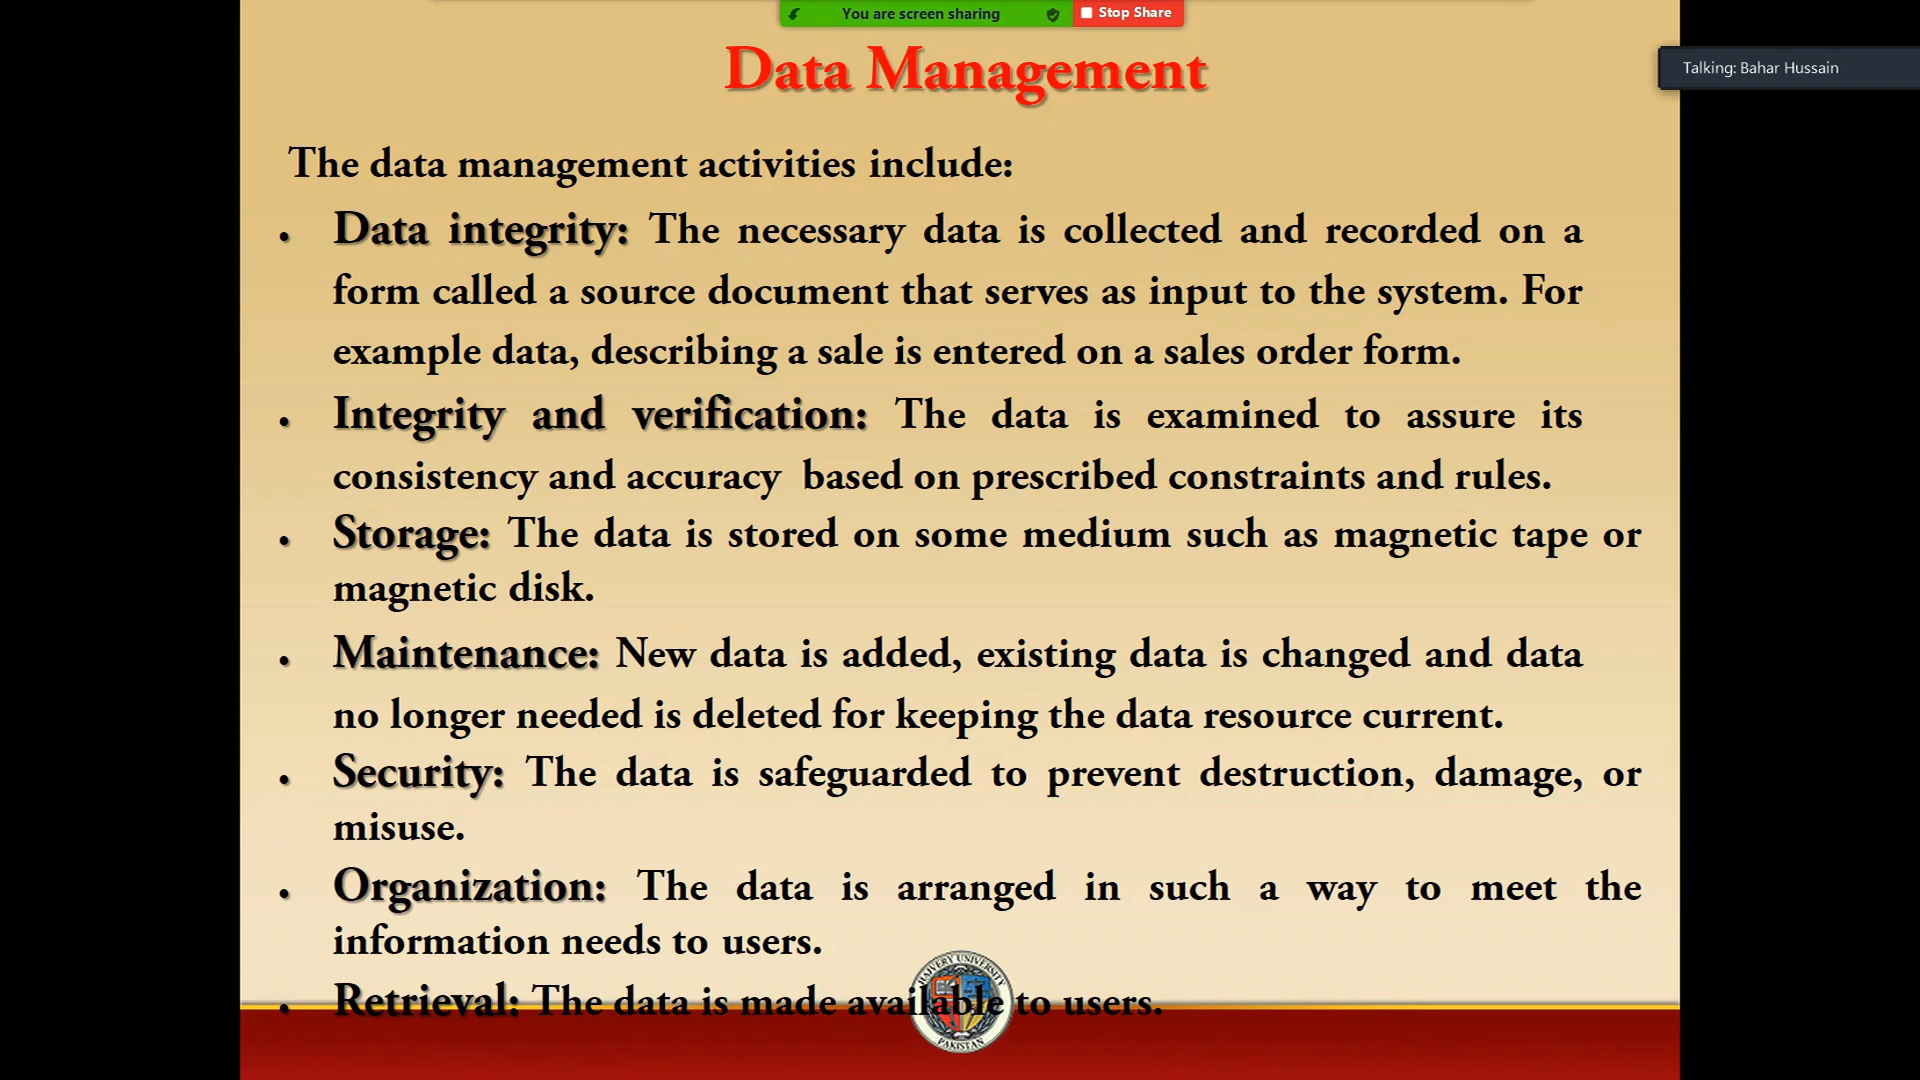 You are screen sharing
Stop Share
Data Management
Talking: Bahar Hussain
The data management activities include:
• Data integrity: The necessary data is collected and recorded on a
form called a source document that serves as input to the system. For
example data, describing a sale is entered on a sales order form.
• Integrity and verification: The data is examined to assure its
consistency and accuracy based on prescribed constraints and rules.
• Storage: The data is stored on some medium such as magnetic tape or
magnetic disk.
• Maintenance: New data is added, existing data is changed and data
no longer needed is deleted for keeping the data resource current.
• Security: The data is safeguarded to prevent destruction, damage, or
misuse.
• Organization: The data is arranged in such a way to meet the
information needs to users.
• Retrieval: The data is made available to users.
UNIVERSITY
PAKISTAN